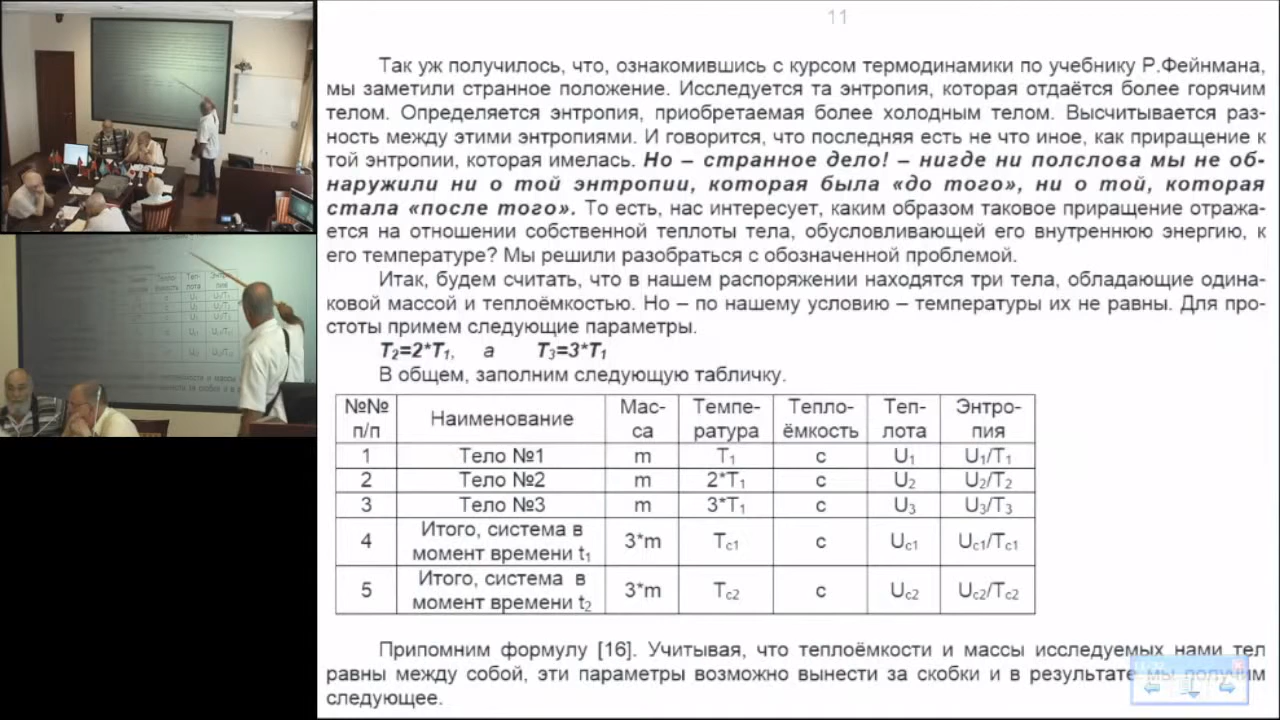 11
Так уж получилось, что, ознакомившись с курсом термодинамики по учебнику Р.Фейнмана,
мы заметили странное положение. Исследуется та энтропия, которая отдаётся более горячим
телом. Определяется энтропия, приобретаемая более холодным телом. Высчитывается раз-
ность между этими энтропиями. И говорится, что последняя есть не что иное, как приращение к
той энтропии, которая имелась. Но – странное дело! – нигде ни полслова мы не об-
наружили ни о той энтропии, которая была «до того», ни о той, которая
стала «после того». То есть, нас интересует, каким образом таковое приращение отража-
ется на отношении собственной теплоты тела, обусловливающей его внутреннюю энергию, к
его температуре? Мы решили разобраться с обозначенной проблемой.
Итак, будем считать, что в нашем распоряжении находятся три тела, обладающие одина-
ковой массой и теплоёмкостью. Но – по нашему условию – температуры их не равны. Для про-
стоты примем следующие параметры.
T₂=2*T₁, а T₃=3*T₁
В общем, заполним следующую табличку.
№№ п/п Наименование Мас-са Темпе-ратура Тепло-ёмкость Теп-лота Энтро-пия
1 Тело №1 m T₁ c U₁ U₁/T₁
2 Тело №2 m 2*T₁ c U₂ U₂/T₂
3 Тело №3 m 3*T₁ c U₃ U₃/T₃
4 Итого, система в момент времени t₁ 3*m Tc1 c Uc1 Uc1/Tc1
5 Итого, система в момент времени t₂ 3*m Tc2 c Uc2 Uc2/Tc2
Припомним формулу [16]. Учитывая, что теплоёмкости и массы исследуемых нами тел
равны между собой, эти параметры возможно вынести за скобки и в результате мы получим
следующее.